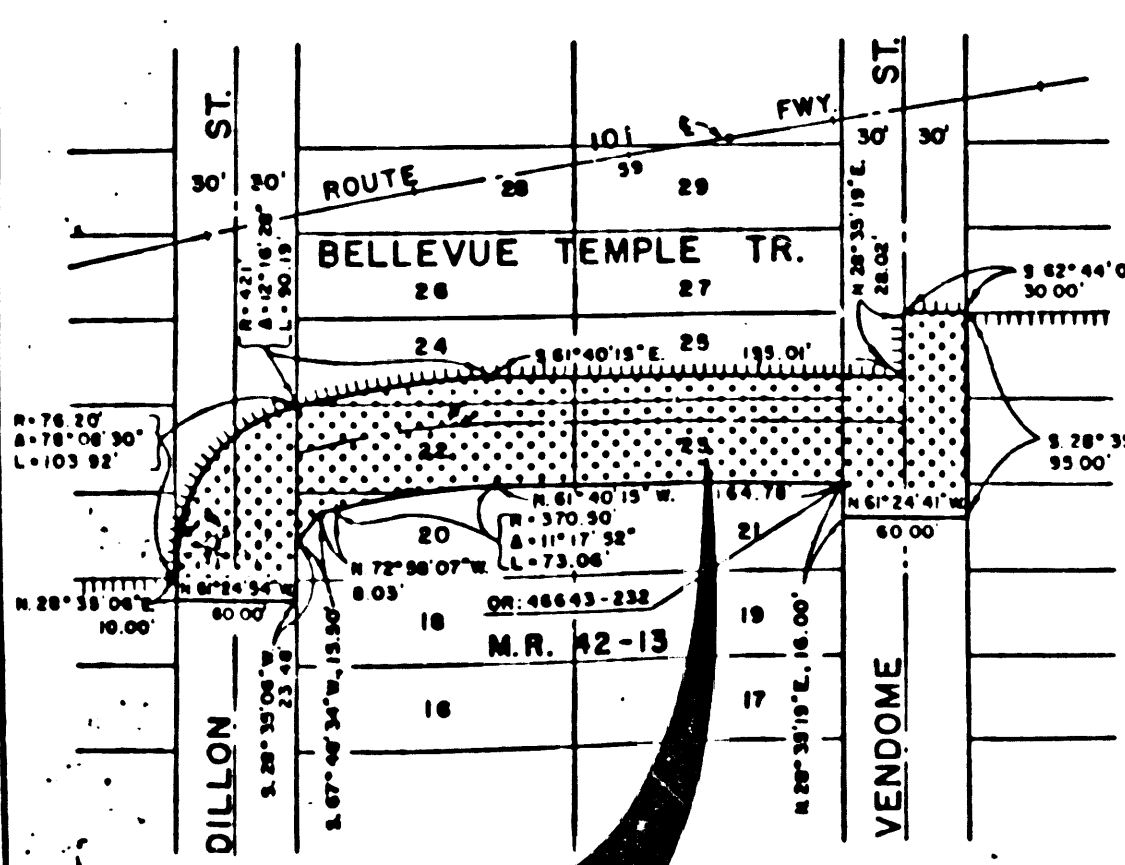 ST.
ST.
FWY.
101
30' 30'
59
30' 30'
ROUTE
28
29
BELLEVUE TEMPLE TR.
N 28° 35' 19" E.
28.02'
R = 421'
Δ = 12° 16' 28"
L = 90.19'
26
27
S 62° 44' 0
30.00'
24
25
S. 61° 40' 15" E.
195.01'
R = 76.20'
Δ = 78° 08' 30"
L = 103.92'
22
23
S. 28° 35
95.00'
N. 61° 40' 15" W.
164.78
N 61° 24' 41" W.
60.00'
R = 370.50'
Δ = 11° 17' 52"
L = 73.06'
20
21
N 72° 58' 07" W.
8.03'
N 61° 24' 54" W.
60.00'
N. 28° 35' 06" E.
10.00'
OR: 46643-232
18
19
M.R. 42-13
S. 28° 35' 06" W.
23.48'
S. 67° 46' 34" W., 15.90'
N. 28° 35' 19" E., 16.00'
16
17
DILLON
VENDOME